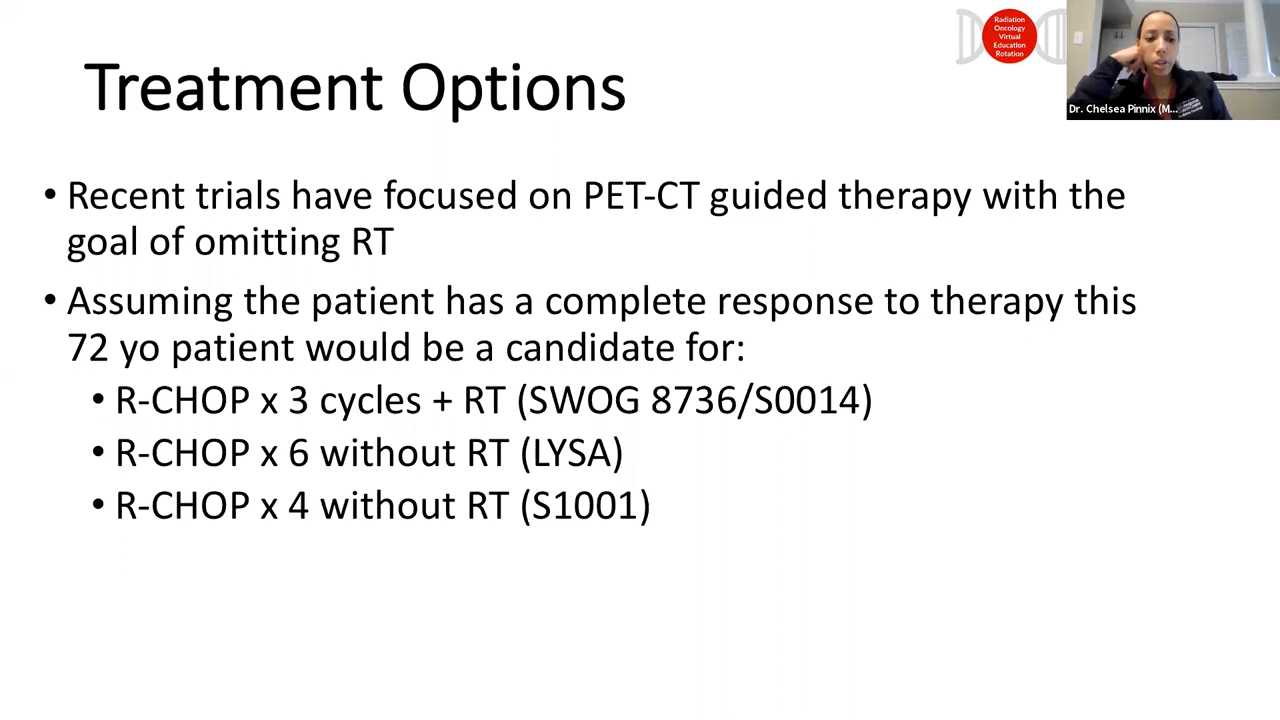 Treatment Options
Radiation
Oncology
Virtual
Education
Rotation
Dr. Chelsea Pinnix (M...
• Recent trials have focused on PET-CT guided therapy with the
goal of omitting RT
• Assuming the patient has a complete response to therapy this
72 yo patient would be a candidate for:
• R-CHOP x 3 cycles + RT (SWOG 8736/S0014)
• R-CHOP x 6 without RT (LYSA)
• R-CHOP x 4 without RT (S1001)